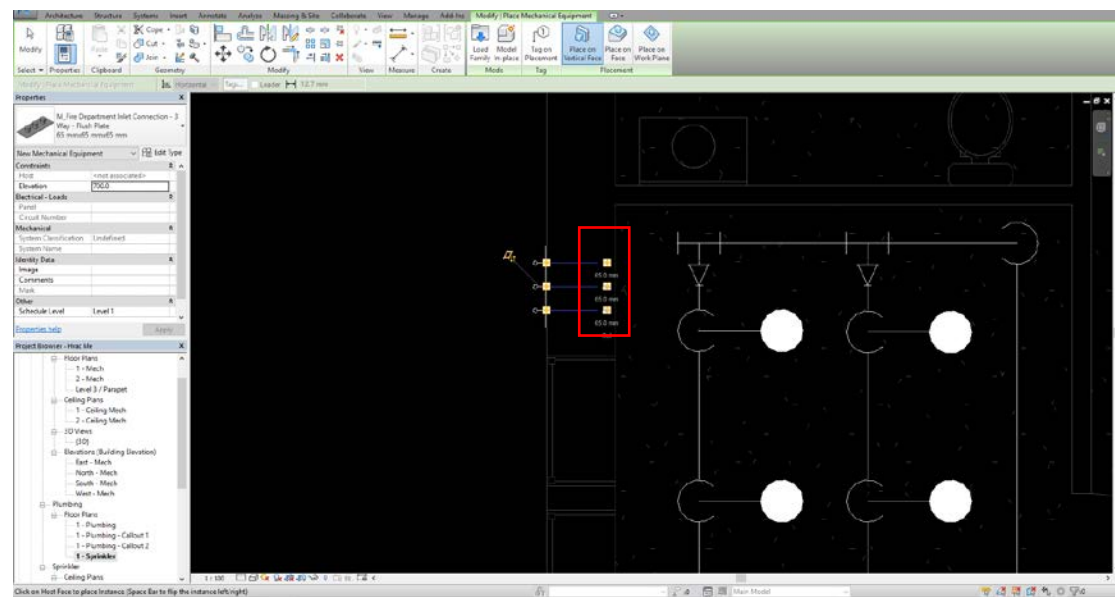 Architecture Structure Systems Insert Annotate Analyze Massing & Site Collaborate View Manage Add-Ins Modify | Place Mechanical Equipment
Modify
Paste
Cope
Cut
Join
Load Family
Model In-place
Tag on Placement
Place on Vertical Face
Place on Face
Place on Work Plane
Select Properties Clipboard Geometry Modify View Measure Create Mode Tag Placement
Modify | Place Mechanical Equipment Horizontal Tags... Leader 12.7 mm
Properties X
M_Fire Department Inlet Connection - 3
Way - Flush Plate
65 mmx65 mmx65 mm
New Mechanical Equipment Edit Type
Constraints
Host <not associated>
Elevation 700.0
Electrical - Loads
Panel
Circuit Number
Mechanical
System Classification Undefined
System Name
Identity Data
Image
Comments
Mark
Other
Schedule Level Level 1
Properties help Apply
Project Browser - Hvac Me X
Floor Plans
1 - Mech
2 - Mech
Level 3 / Parapet
Ceiling Plans
1 - Ceiling Mech
2 - Ceiling Mech
3D Views
{3D}
Elevations (Building Elevation)
East - Mech
North - Mech
South - Mech
West - Mech
Plumbing
Floor Plans
1 - Plumbing
1 - Plumbing - Callout 1
1 - Plumbing - Callout 2
1 - Sprinkler
Sprinkler
Ceiling Plans
65.0 mm
65.0 mm
65.0 mm
1 : 100
Click on Host Face to place Instance (Space Bar to flip the instance left/right)
Main Model